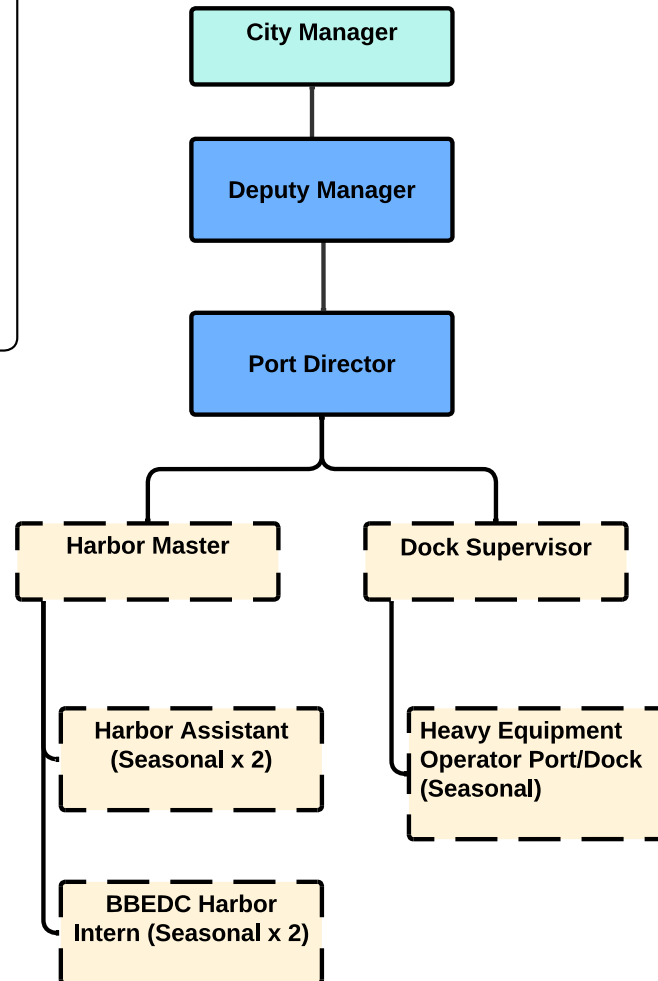 City Manager
Deputy Manager
Port Director
Harbor Master
Dock Supervisor
Harbor Assistant
(Seasonal x 2)
Heavy Equipment
Operator Port/Dock
(Seasonal)
BBEDC Harbor
Intern (Seasonal x 2)